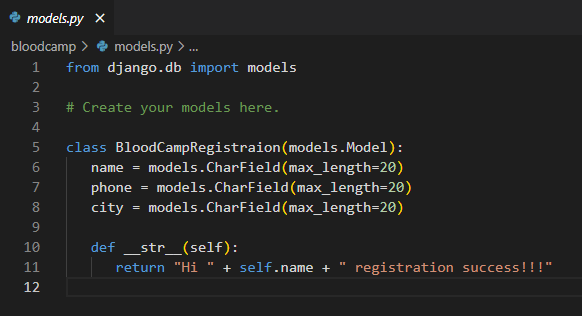 models.py ×
bloodcamp > models.py > ...
1 from django.db import models
2
3 # Create your models here.
4
5 class BloodCampRegistraion(models.Model):
6 name = models.CharField(max_length=20)
7 phone = models.CharField(max_length=20)
8 city = models.CharField(max_length=20)
9
10 def __str__(self):
11 return "Hi " + self.name + " registration success!!!"
12